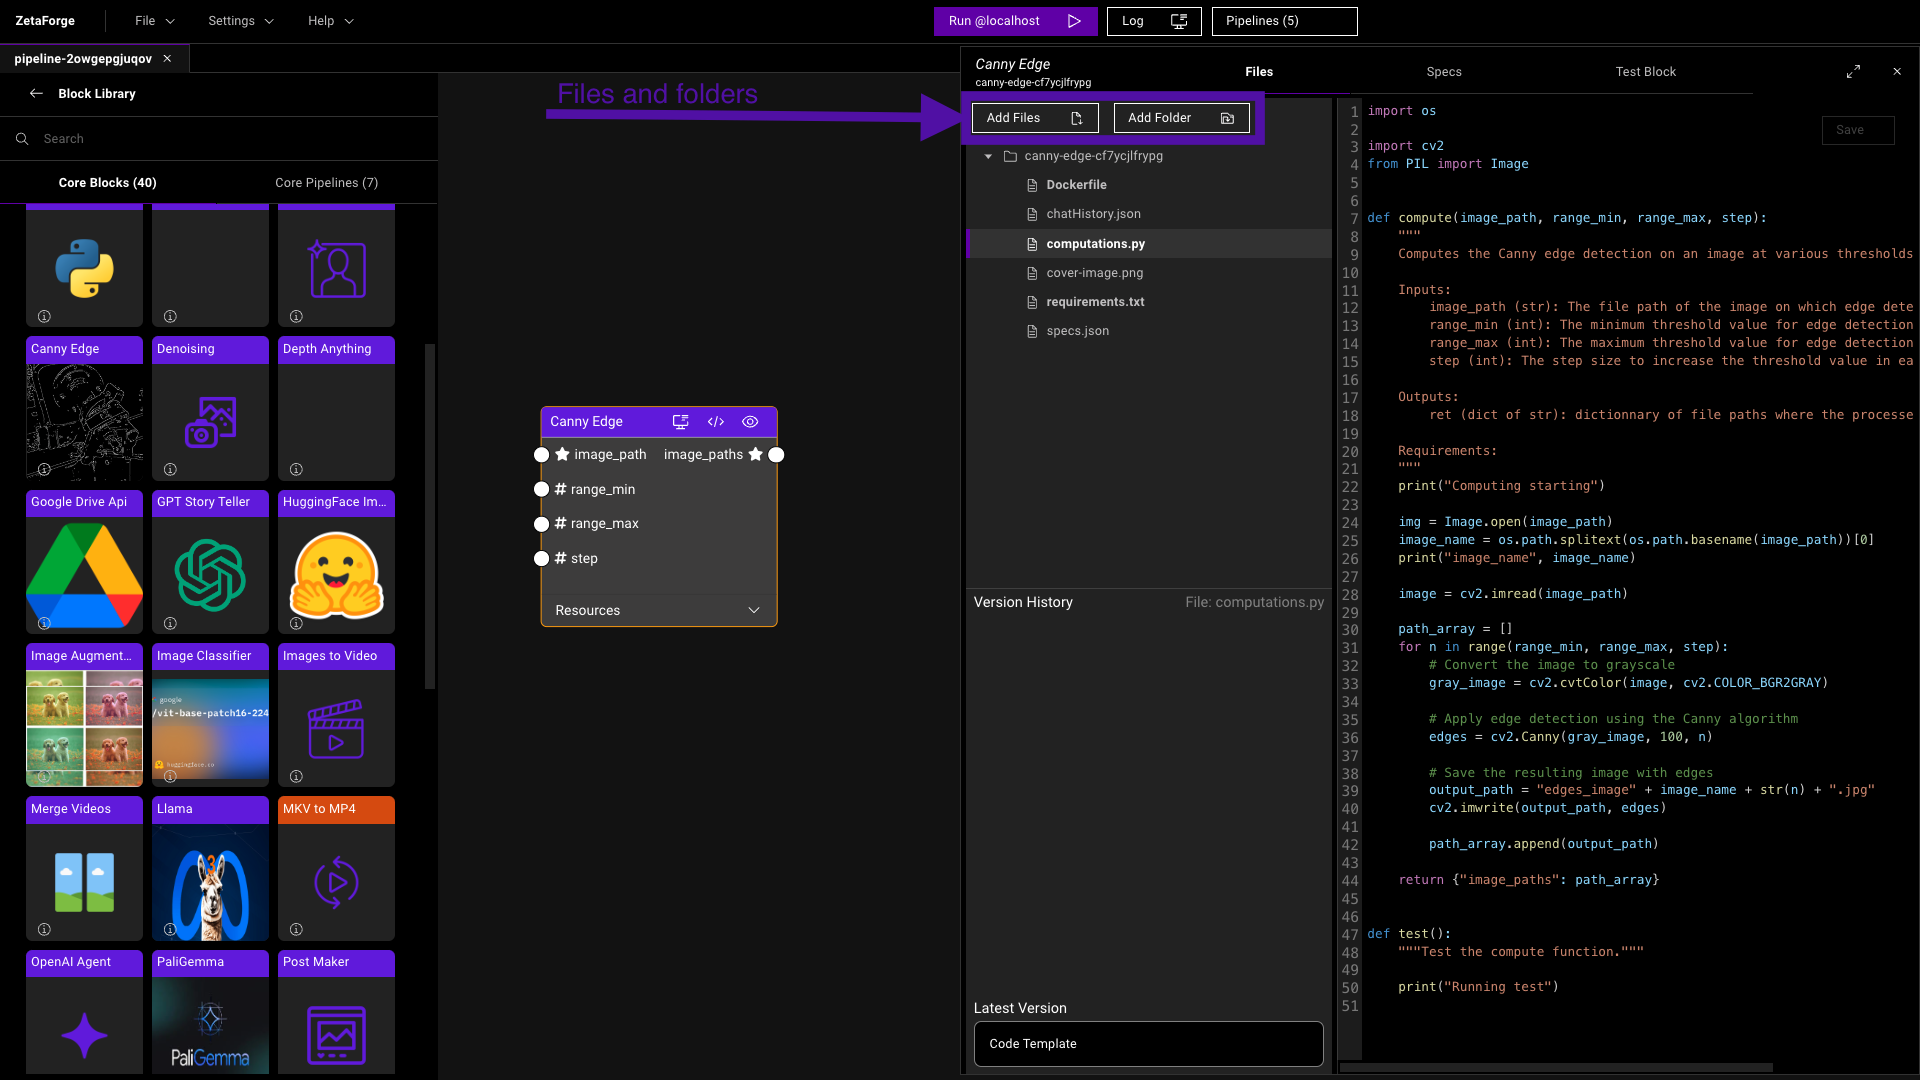 ZetaForge
File
Settings
Help
Run @localhost
Log
Pipelines (5)
pipeline-2owgepgjuqov
Block Library
Search
Core Blocks (40)
Core Pipelines (7)
Canny Edge
Denoising
Depth Anything
Google Drive Api
GPT Story Teller
HuggingFace Im...
Image Augment...
Image Classifier
Images to Video
google
/vit-base-patch16-224
huggingface.co
Merge Videos
Llama
MKV to MP4
3
OpenAI Agent
PaliGemma
Post Maker
PaliGemma
Files and folders
Canny Edge
image_path
image_paths
# range_min
# range_max
# step
Resources
Canny Edge
canny-edge-cf7ycjlfrypg
Files
Specs
Test Block
Add Files
Add Folder
canny-edge-cf7ycjlfrypg
Dockerfile
chatHistory.json
computations.py
cover-image.png
requirements.txt
specs.json
Version History
File: computations.py
Latest Version
Code Template
Save
1 import os
2
3 import cv2
4 from PIL import Image
5
6
7 def compute(image_path, range_min, range_max, step):
8 """
9 Computes the Canny edge detection on an image at various thresholds
10
11 Inputs:
12 image_path (str): The file path of the image on which edge dete
13 range_min (int): The minimum threshold value for edge detection
14 range_max (int): The maximum threshold value for edge detection
15 step (int): The step size to increase the threshold value in ea
16
17 Outputs:
18 ret (dict of str): dictionnary of file paths where the processe
19
20 Requirements:
21 """
22 print("Computing starting")
23
24 img = Image.open(image_path)
25 image_name = os.path.splitext(os.path.basename(image_path))[0]
26 print("image_name", image_name)
27
28 image = cv2.imread(image_path)
29
30 path_array = []
31 for n in range(range_min, range_max, step):
32 # Convert the image to grayscale
33 gray_image = cv2.cvtColor(image, cv2.COLOR_BGR2GRAY)
34
35 # Apply edge detection using the Canny algorithm
36 edges = cv2.Canny(gray_image, 100, n)
37
38 # Save the resulting image with edges
39 output_path = "edges_image" + image_name + str(n) + ".jpg"
40 cv2.imwrite(output_path, edges)
41
42 path_array.append(output_path)
43
44 return {"image_paths": path_array}
45
46
47 def test():
48 """Test the compute function."""
49
50 print("Running test")
51